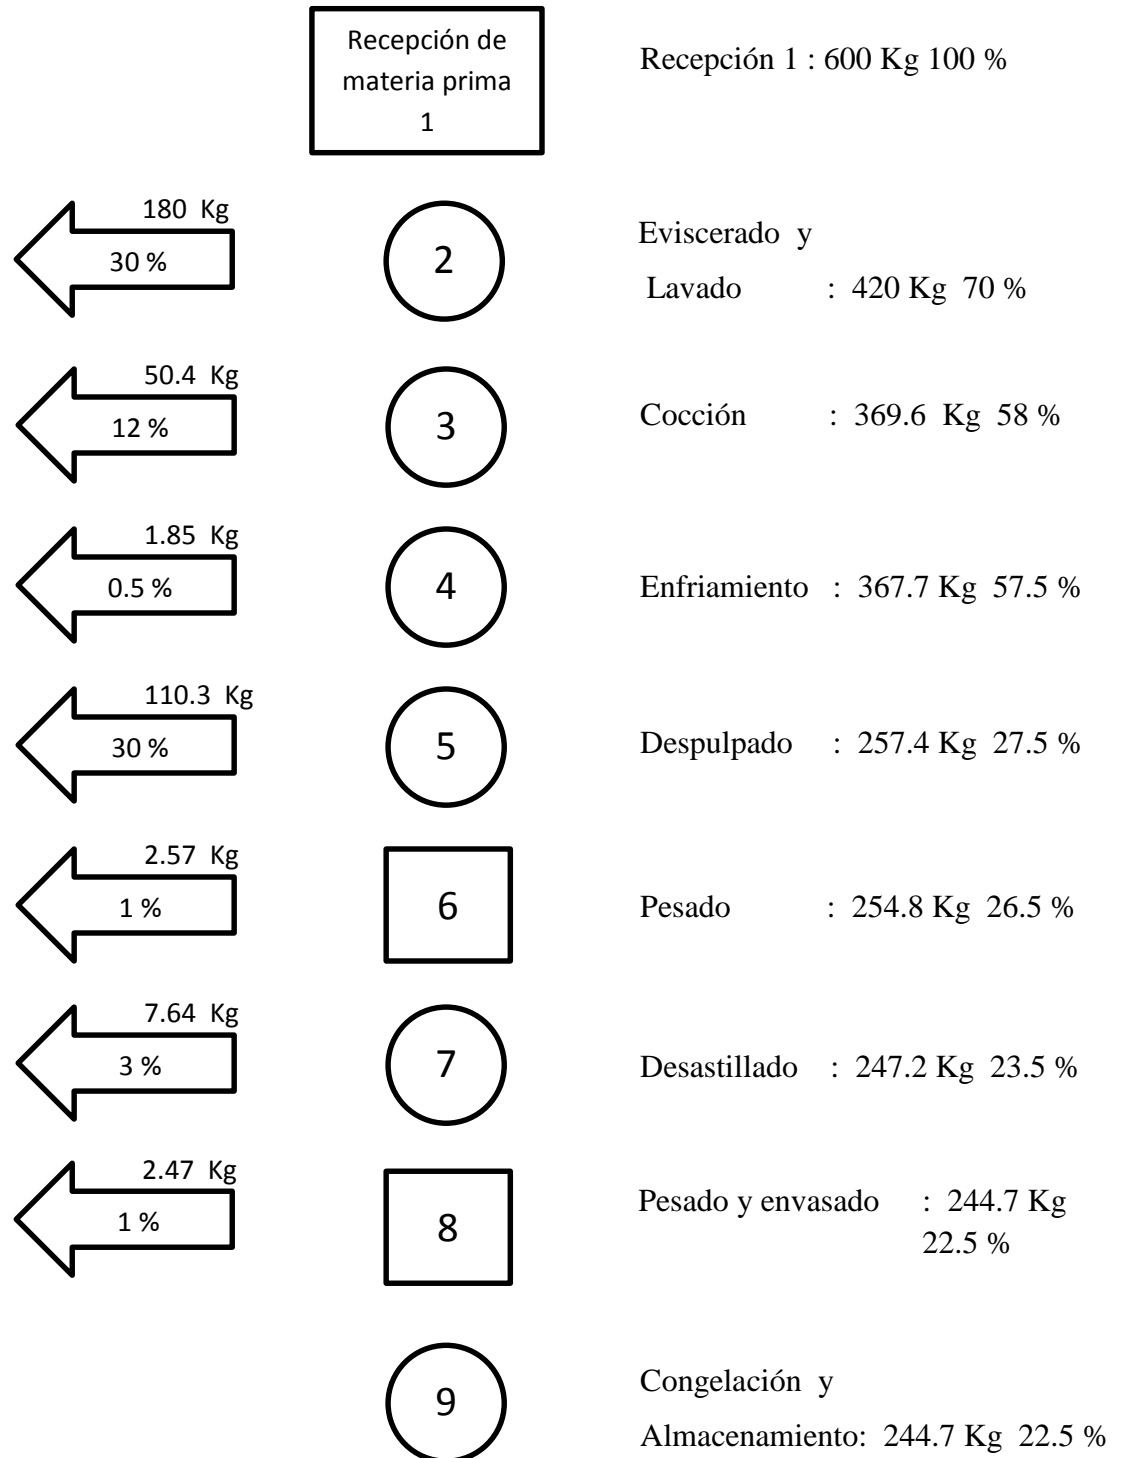 Recepción de
materia prima
1
Recepción 1 : 600 Kg 100 %
180 Kg
30 %
2
Eviscerado y
Lavado : 420 Kg 70 %
50.4 Kg
12 %
3
Cocción : 369.6 Kg 58 %
1.85 Kg
0.5 %
4
Enfriamiento : 367.7 Kg 57.5 %
110.3 Kg
30 %
5
Despulpado : 257.4 Kg 27.5 %
2.57 Kg
1 %
6
Pesado : 254.8 Kg 26.5 %
7.64 Kg
3 %
7
Desastillado : 247.2 Kg 23.5 %
2.47 Kg
1 %
8
Pesado y envasado : 244.7 Kg
22.5 %
9
Congelación y
Almacenamiento: 244.7 Kg 22.5 %